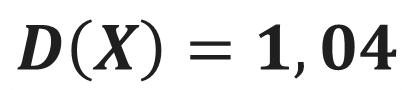 D(X) = 1, 04